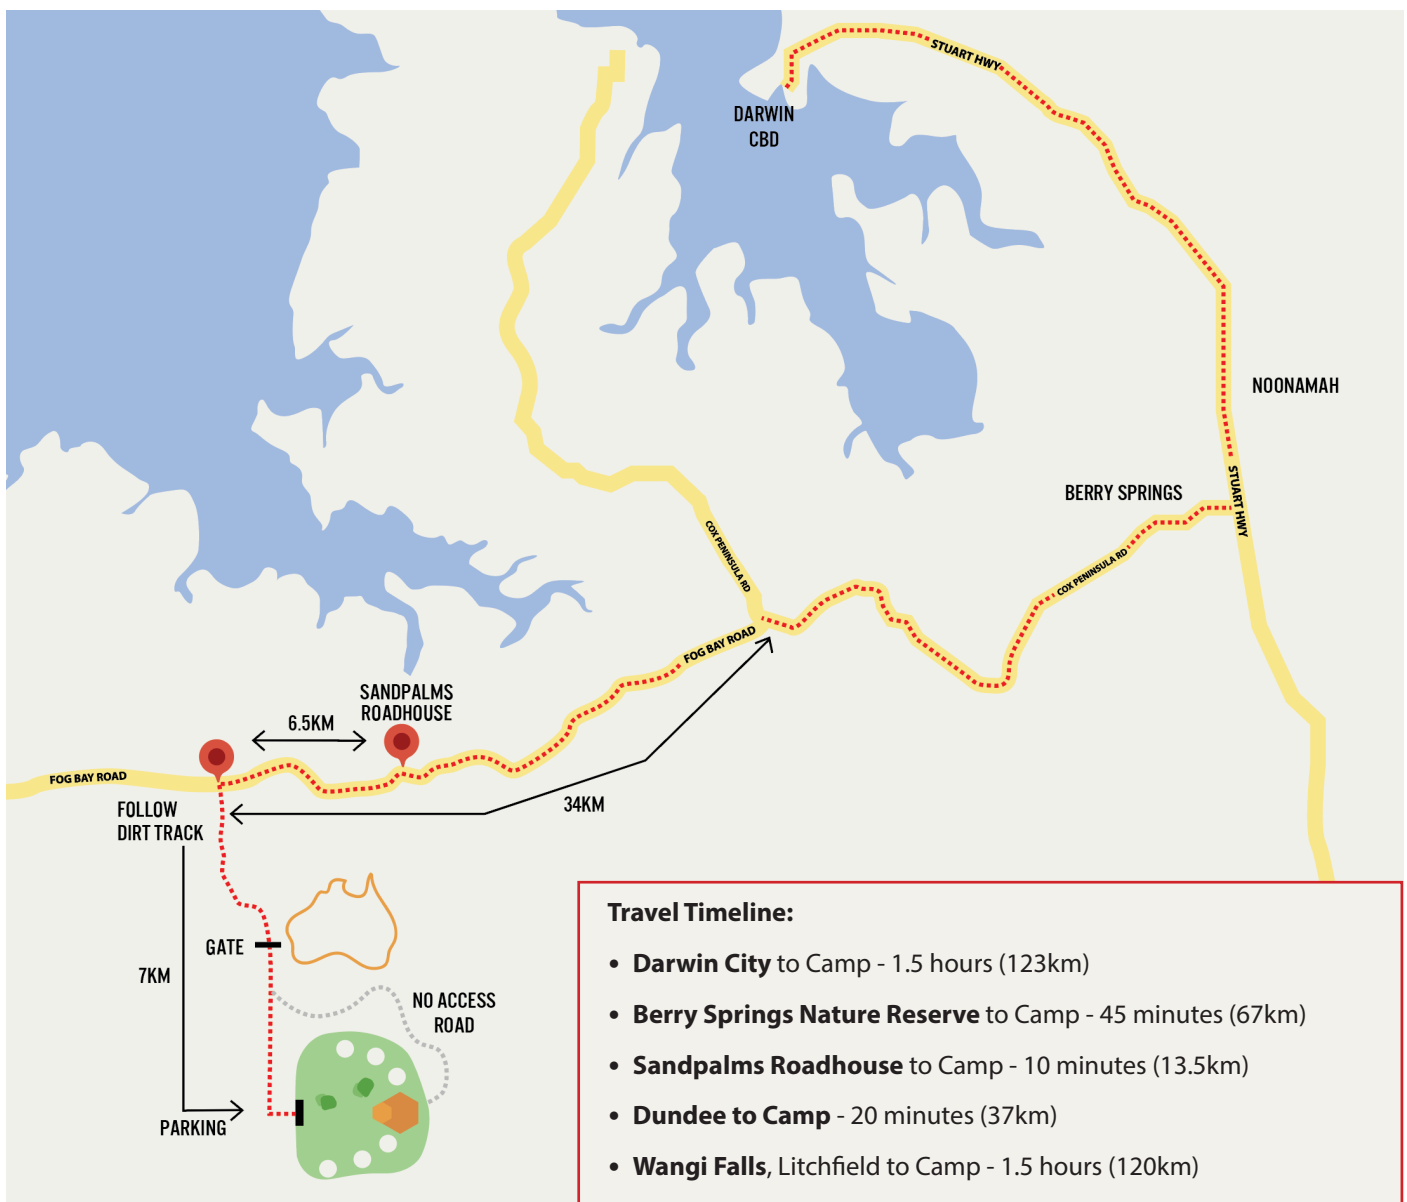 STUART HWY
DARWIN
CBD
NOONAMAH
STUART HWY
BERRY SPRINGS
COX PENINSULA RD
COX PENINSULA RD
FOG BAY ROAD
SANDPALMS
ROADHOUSE
6.5KM
FOG BAY ROAD
34KM
FOLLOW
DIRT TRACK
GATE
7KM
NO ACCESS
ROAD
PARKING
Travel Timeline:
• Darwin City to Camp - 1.5 hours (123km)
• Berry Springs Nature Reserve to Camp - 45 minutes (67km)
• Sandpalms Roadhouse to Camp - 10 minutes (13.5km)
• Dundee to Camp - 20 minutes (37km)
• Wangi Falls, Litchfield to Camp - 1.5 hours (120km)